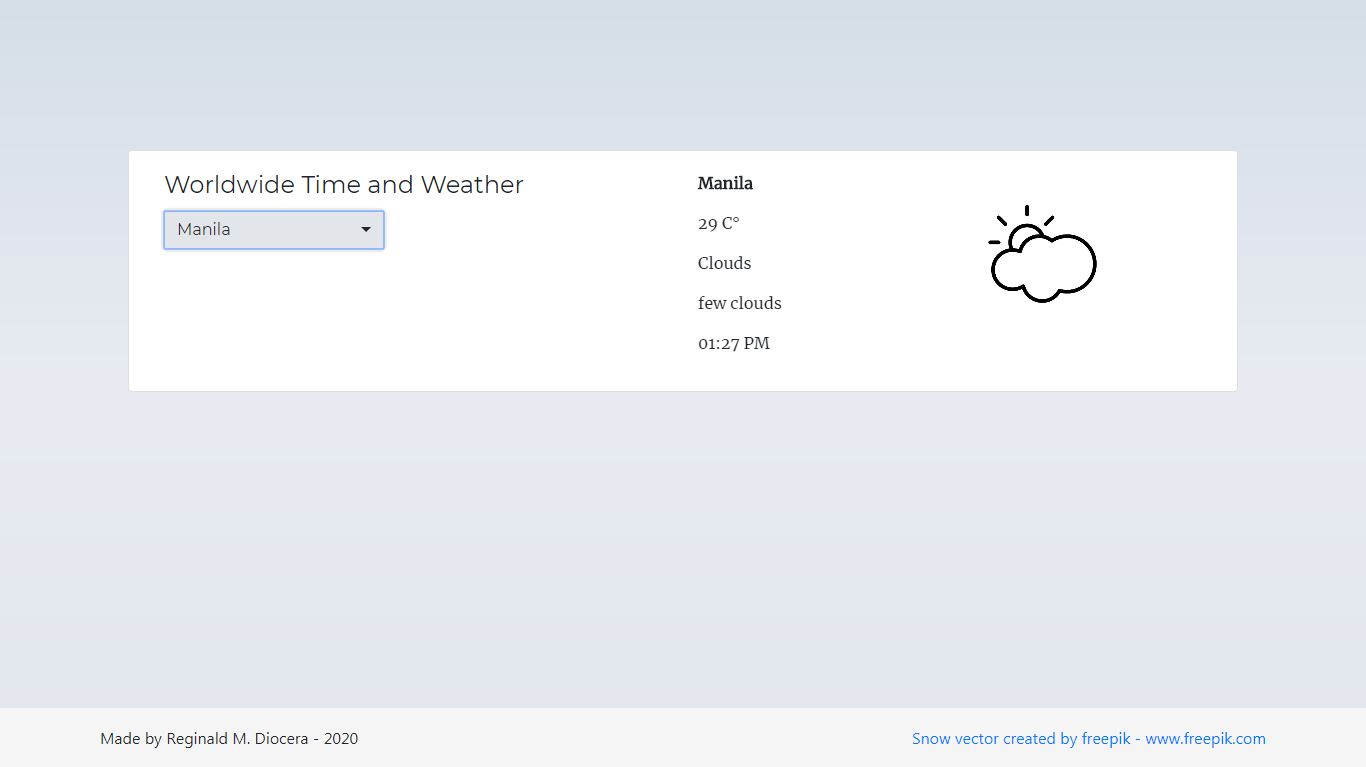 Worldwide Time and Weather
Manila
Manila
29 C°
Clouds
few clouds
01:27 PM
Made by Reginald M. Diocera - 2020
Snow vector created by freepik - www.freepik.com